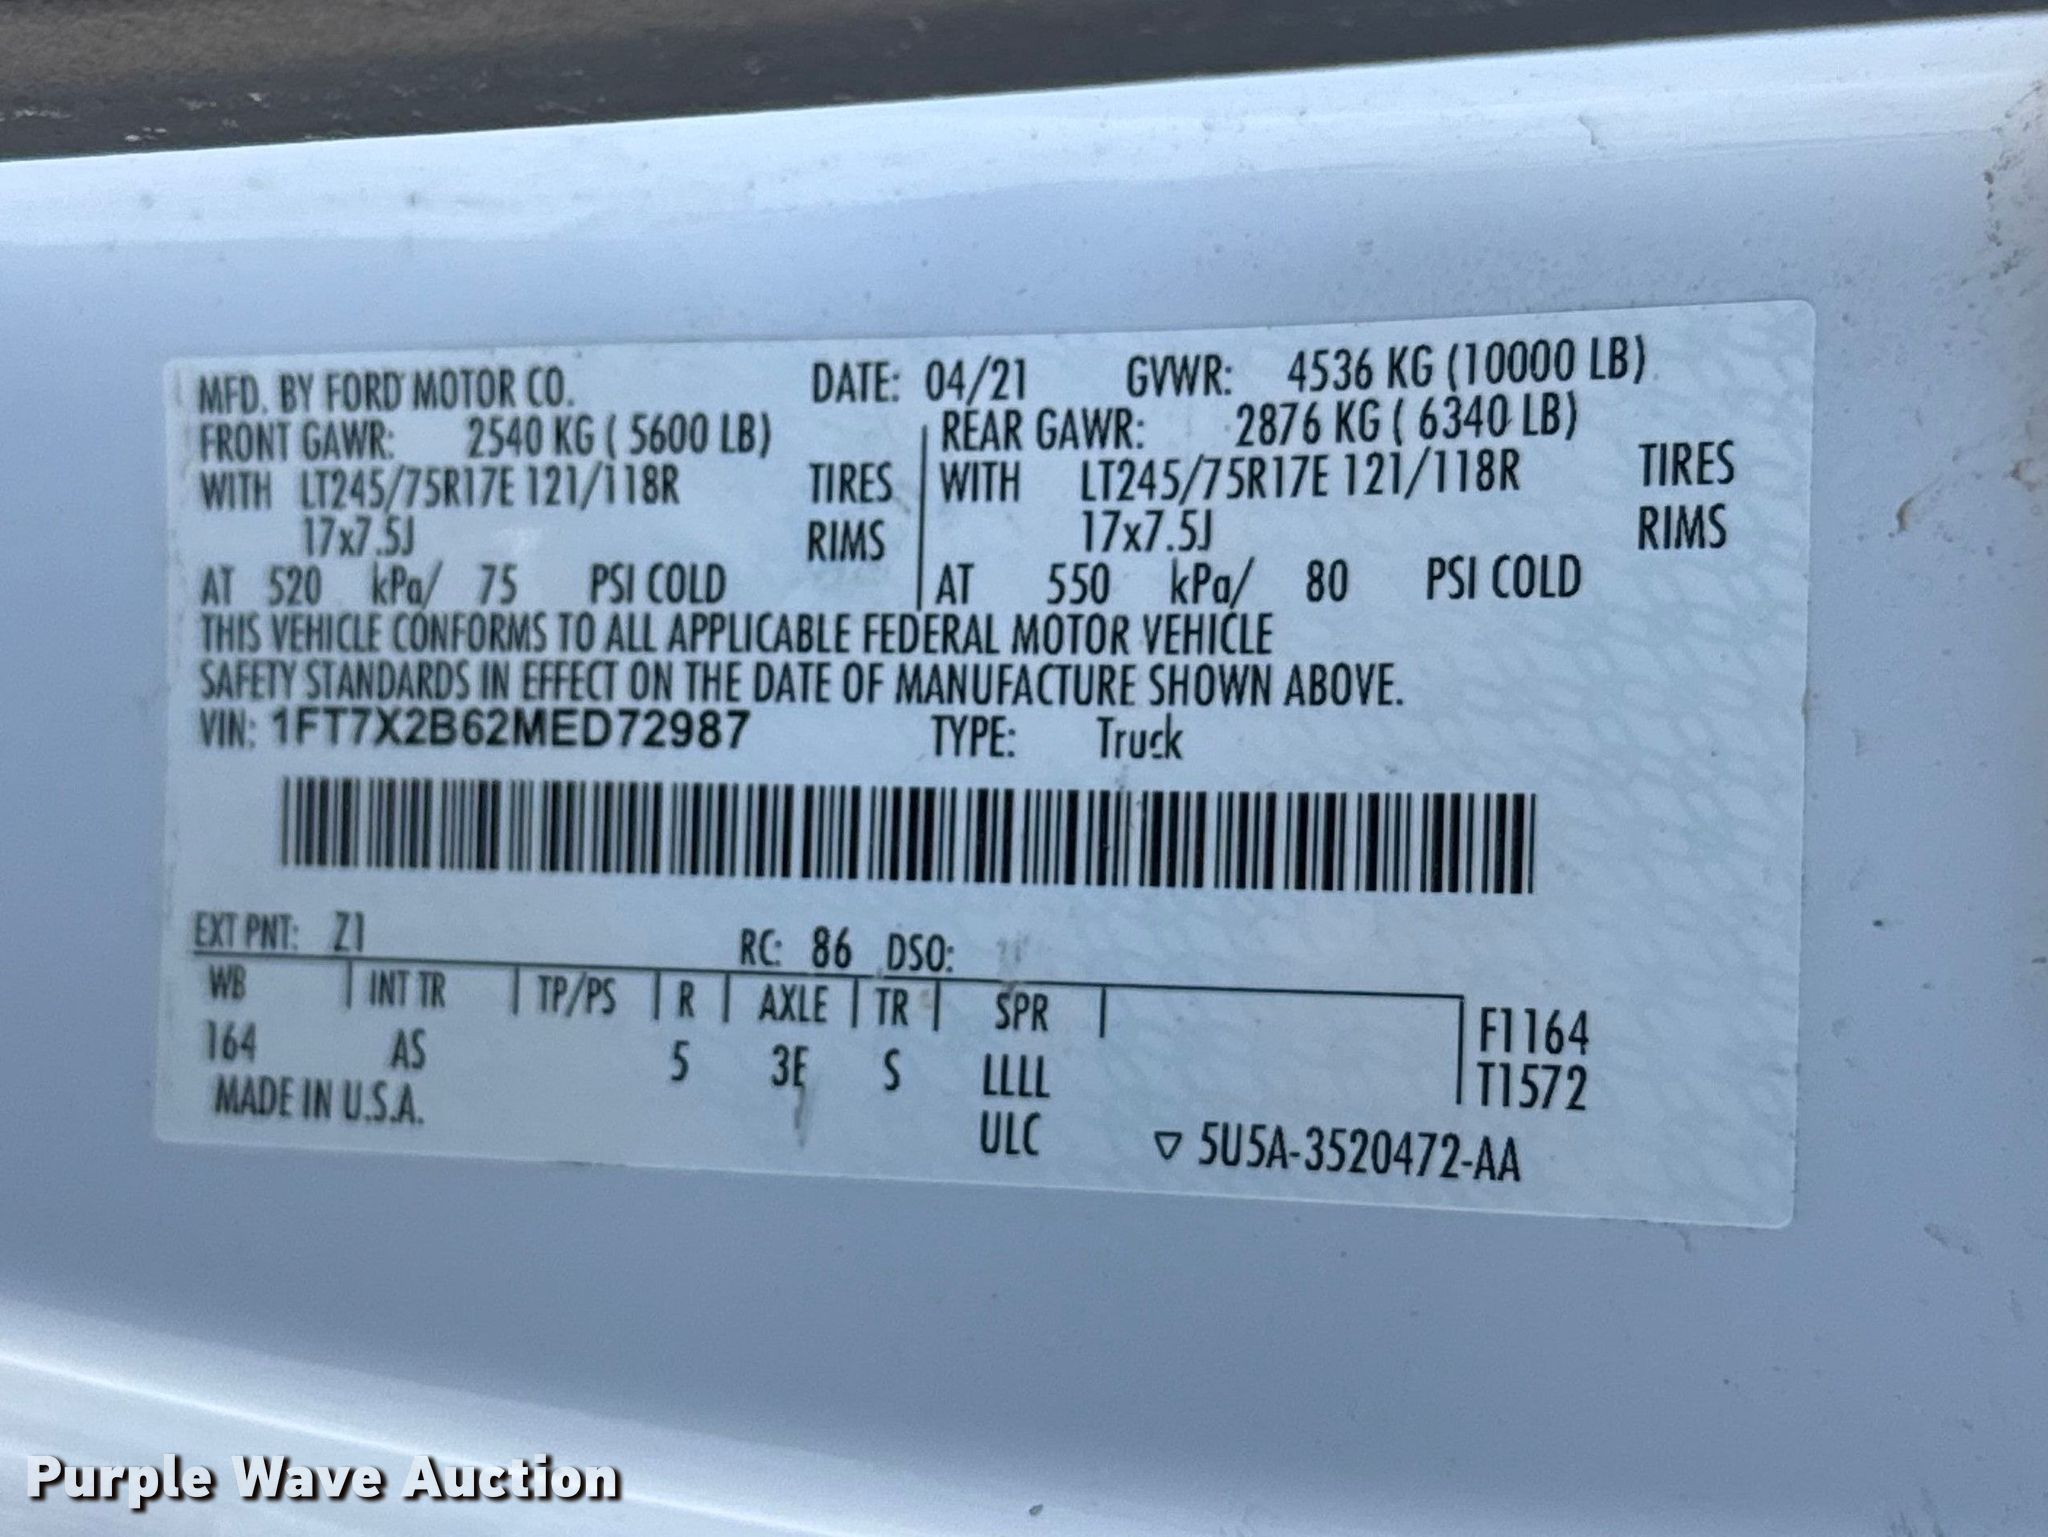 MFD. BY FORD MOTOR CO. DATE: 04/21 GVWR: 4536 KG (10000 LB)
FRONT GAWR: 2540 KG ( 5600 LB) REAR GAWR: 2876 KG ( 6340 LB)
WITH LT245/75R17E 121/118R TIRES WITH LT245/75R17E 121/118R TIRES
17x7.5J RIMS 17x7.5J RIMS
AT 520 kPa/ 75 PSI COLD AT 550 kPa/ 80 PSI COLD
THIS VEHICLE CONFORMS TO ALL APPLICABLE FEDERAL MOTOR VEHICLE
SAFETY STANDARDS IN EFFECT ON THE DATE OF MANUFACTURE SHOWN ABOVE.
VIN: 1FT7X2B62MED72987 TYPE: Truck
EXT PNT: Z1 RC: 86 DSO:
WB INT TR TP/PS R AXLE TR SPR F1164
164 AS 5 3E S LLLL T1572
MADE IN U.S.A. ULC ▽ 5U5A-3520472-AA
Purple Wave Auction